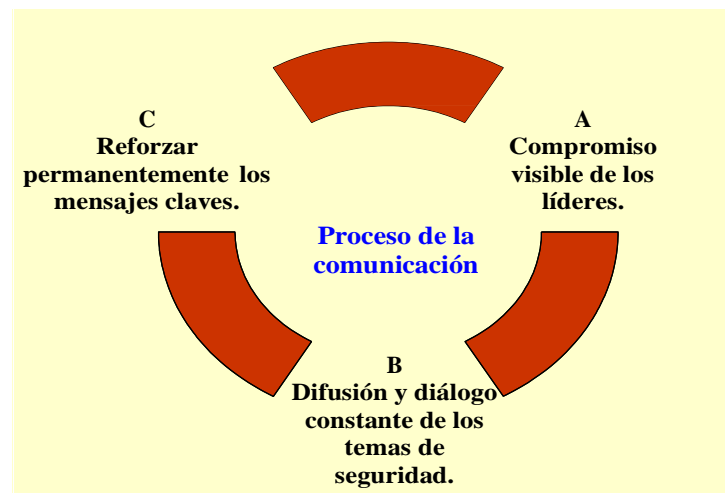 C
Reforzar
permanentemente los
mensajes claves.
A
Compromiso
visible de los
líderes.
Proceso de la
comunicación
B
Difusión y diálogo
constante de los
temas de
seguridad.